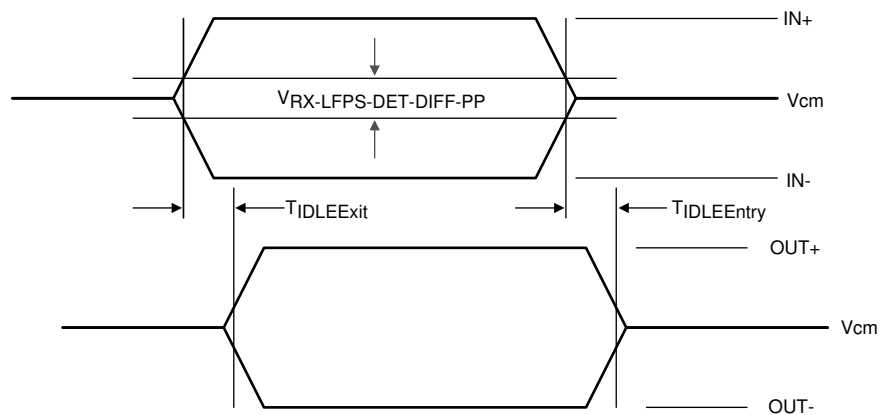 IN+
VRX-LFPS-DET-DIFF-PP
Vcm
IN-
TIDLEExit
TIDLEEntry
OUT+
Vcm
OUT-